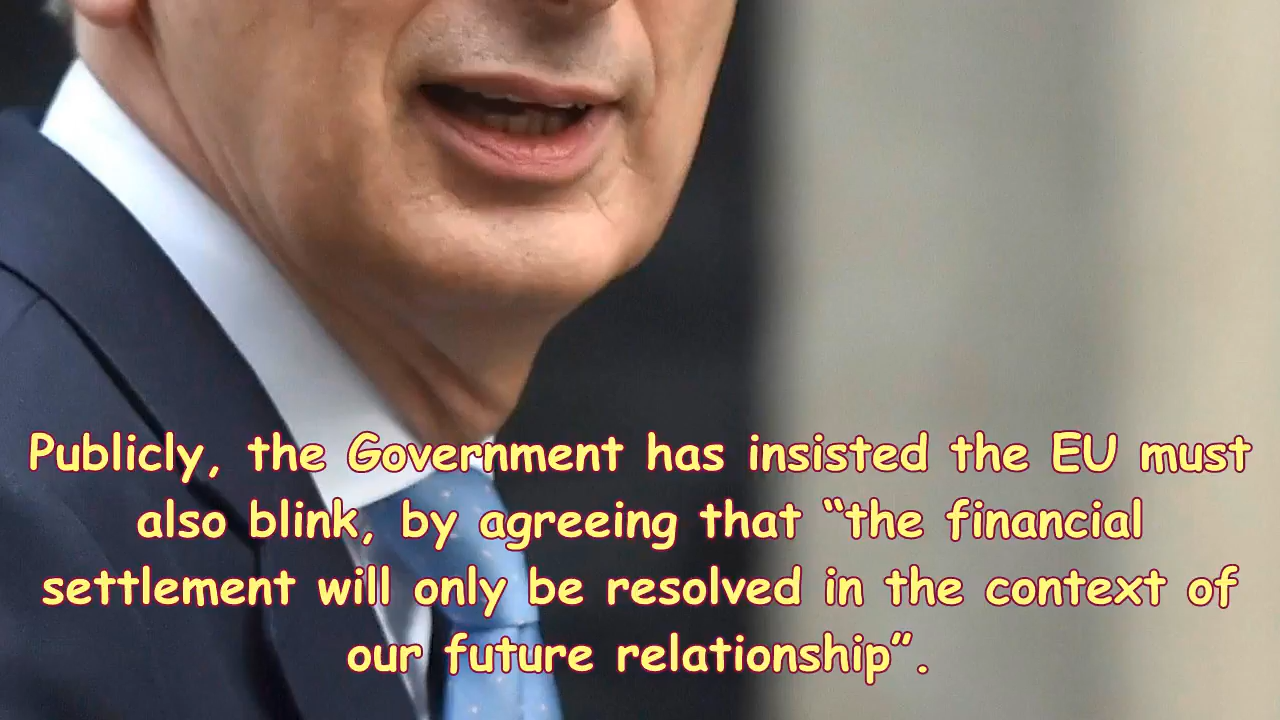 Publicly, the Government has insisted the EU must
also blink, by agreeing that “the financial
settlement will only be resolved in the context of
our future relationship”.